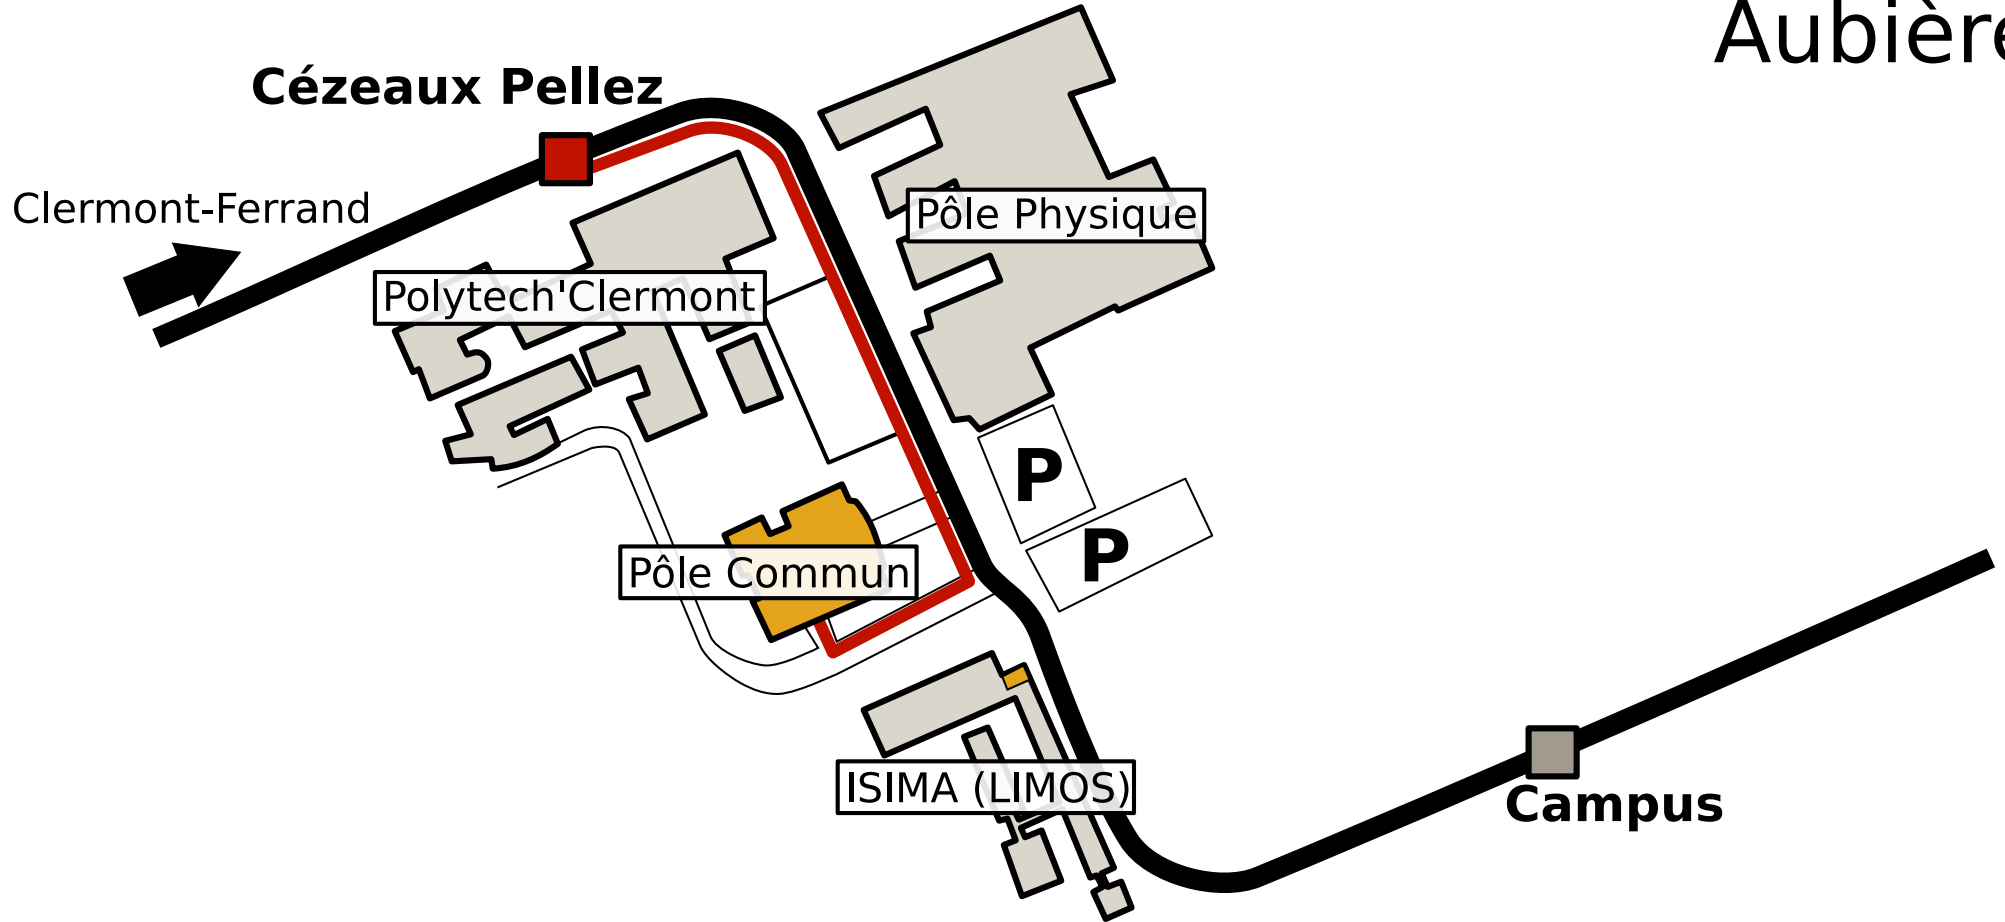 Aubière
Cézeaux Pellez
Clermont-Ferrand
Pôle Physique
Polytech'Clermont
P
P
Pôle Commun
ISIMA (LIMOS)
Campus